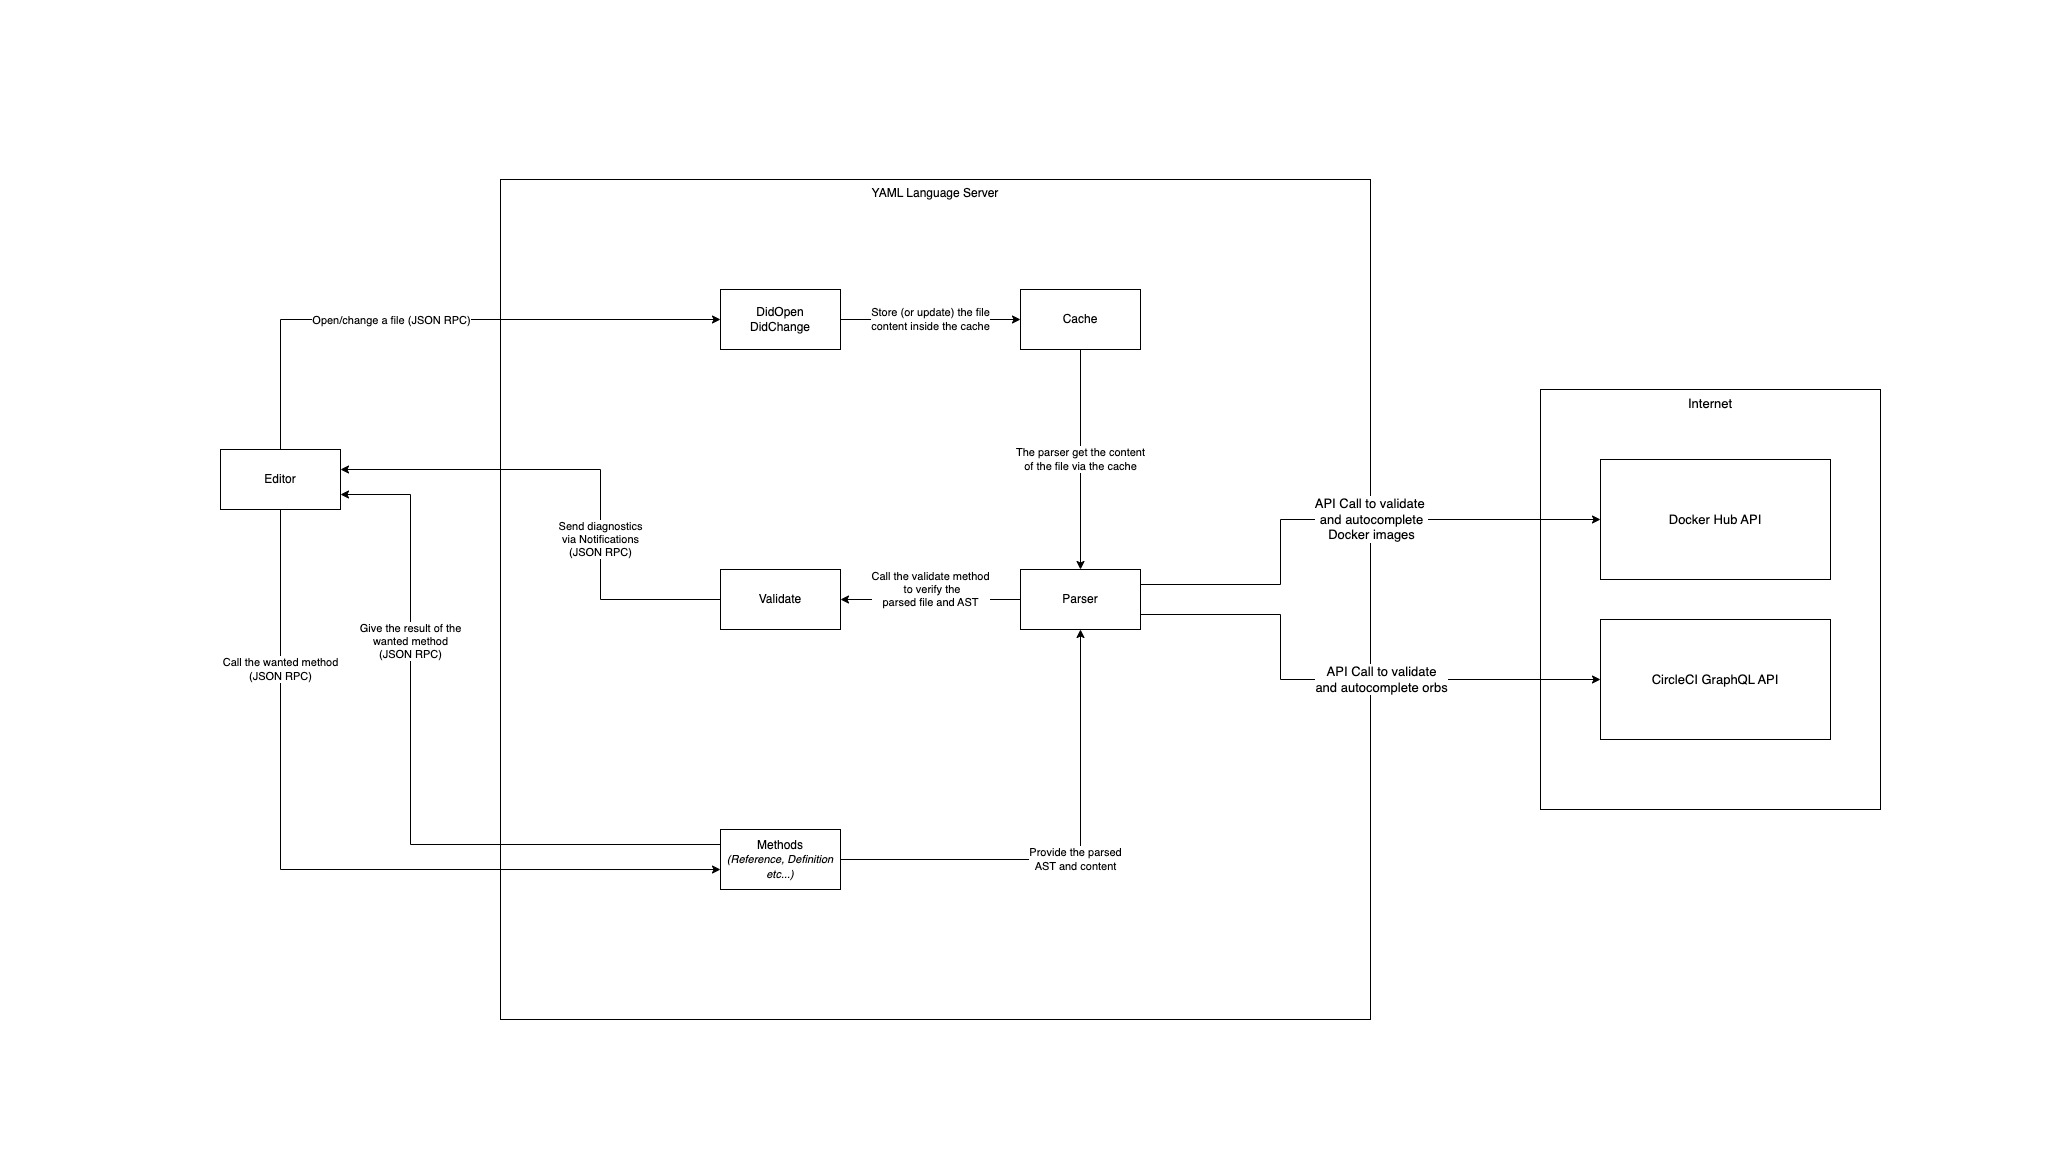 YAML Language Server
DidOpen
DidChange
Store (or update) the file
content inside the cache
Cache
Open/change a file (JSON RPC)
Internet
The parser get the content
of the file via the cache
Editor
API Call to validate
and autocomplete
Docker images
Docker Hub API
Send diagnostics
via Notifications
(JSON RPC)
Validate
Call the validate method
to verify the
parsed file and AST
Parser
Give the result of the
wanted method
(JSON RPC)
Call the wanted method
(JSON RPC)
API Call to validate
and autocomplete orbs
CircleCI GraphQL API
Methods
(Reference, Definition
etc...)
Provide the parsed
AST and content